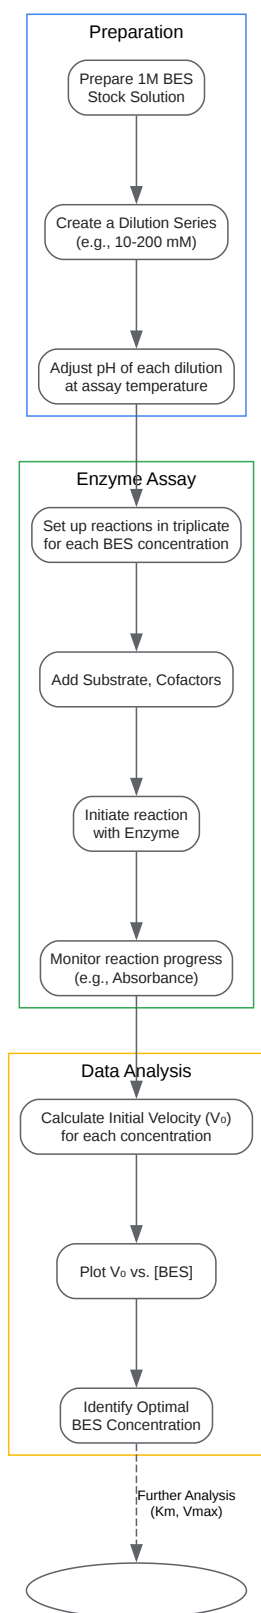 Preparation
Prepare 1M BES
Stock Solution
Create a Dilution Series
(e.g., 10-200 mM)
Adjust pH of each dilution
at assay temperature
Enzyme Assay
Set up reactions in triplicate
for each BES concentration
Add Substrate, Cofactors
Initiate reaction
with Enzyme
Monitor reaction progress
(e.g., Absorbance)
Data Analysis
Calculate Initial Velocity (V₀)
for each concentration
Plot V₀ vs. [BES]
Identify Optimal
BES Concentration
Further Analysis
(Km, Vmax)